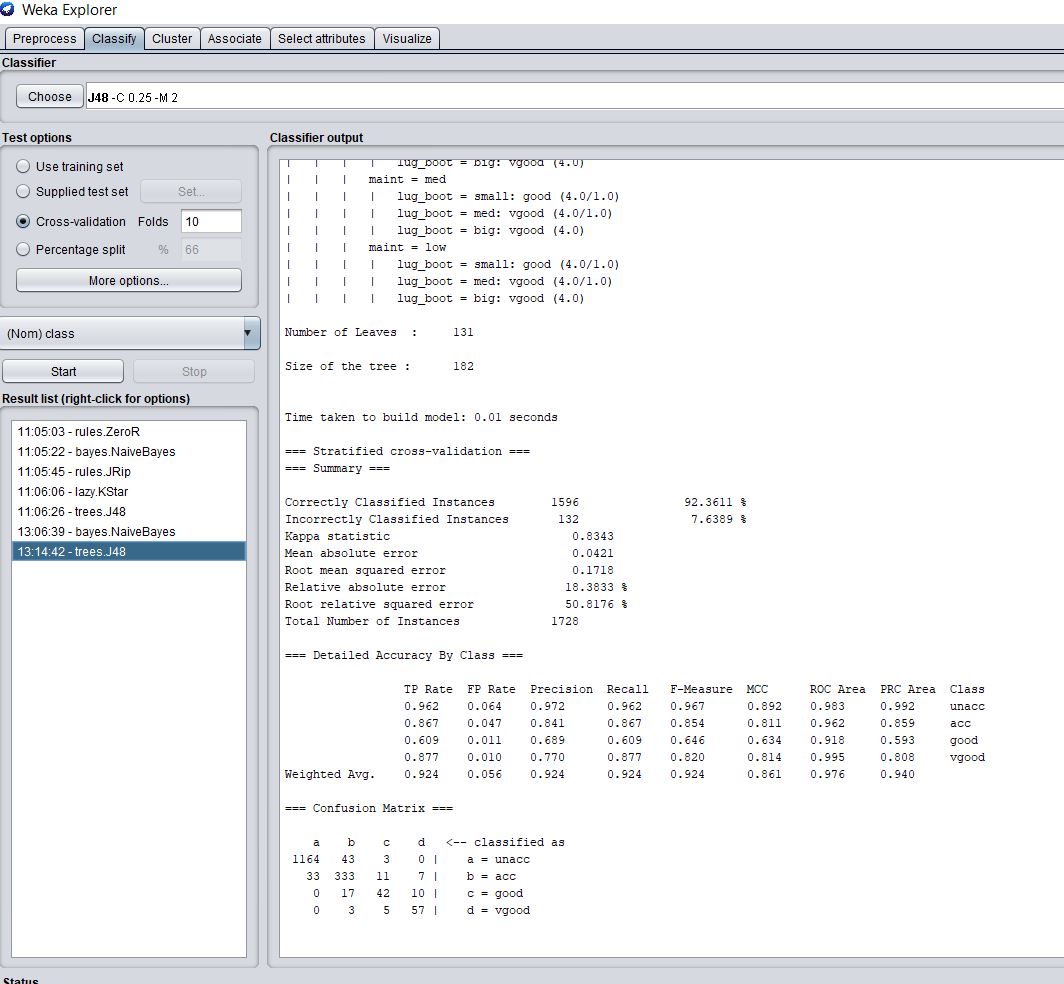 Weka Explorer
Preprocess Classify Cluster Associate Select attributes Visualize
Classifier
Choose J48 -C 0.25 -M 2
Test options
Use training set
Supplied test set Set...
Cross-validation Folds 10
Percentage split % 66
More options...
(Nom) class
Start Stop
Result list (right-click for options)
11:05:03 - rules.ZeroR
11:05:22 - bayes.NaiveBayes
11:05:45 - rules.JRip
11:06:06 - lazy.KStar
11:06:26 - trees.J48
13:06:39 - bayes.NaiveBayes
13:14:42 - trees.J48
Classifier output
| | | | lug_boot = big: vgood (4.0)
| | | maint = med
| | | | lug_boot = small: good (4.0/1.0)
| | | | lug_boot = med: vgood (4.0/1.0)
| | | | lug_boot = big: vgood (4.0)
| | | maint = low
| | | | lug_boot = small: good (4.0/1.0)
| | | | lug_boot = med: vgood (4.0/1.0)
| | | | lug_boot = big: vgood (4.0)
Number of Leaves : 131
Size of the tree : 182
Time taken to build model: 0.01 seconds
=== Stratified cross-validation ===
=== Summary ===
Correctly Classified Instances 1596 92.3611 %
Incorrectly Classified Instances 132 7.6389 %
Kappa statistic 0.8343
Mean absolute error 0.0421
Root mean squared error 0.1718
Relative absolute error 18.3833 %
Root relative squared error 50.8176 %
Total Number of Instances 1728
=== Detailed Accuracy By Class ===
TP Rate FP Rate Precision Recall F-Measure MCC ROC Area PRC Area Class
0.962 0.064 0.972 0.962 0.967 0.892 0.983 0.992 unacc
0.867 0.047 0.841 0.867 0.854 0.811 0.962 0.859 acc
0.609 0.011 0.689 0.609 0.646 0.634 0.918 0.593 good
0.877 0.010 0.770 0.877 0.820 0.814 0.995 0.808 vgood
Weighted Avg. 0.924 0.056 0.924 0.924 0.924 0.861 0.976 0.940
=== Confusion Matrix ===
a b c d <-- classified as
1164 43 3 0 | a = unacc
33 333 11 7 | b = acc
0 17 42 10 | c = good
0 3 5 57 | d = vgood
Status